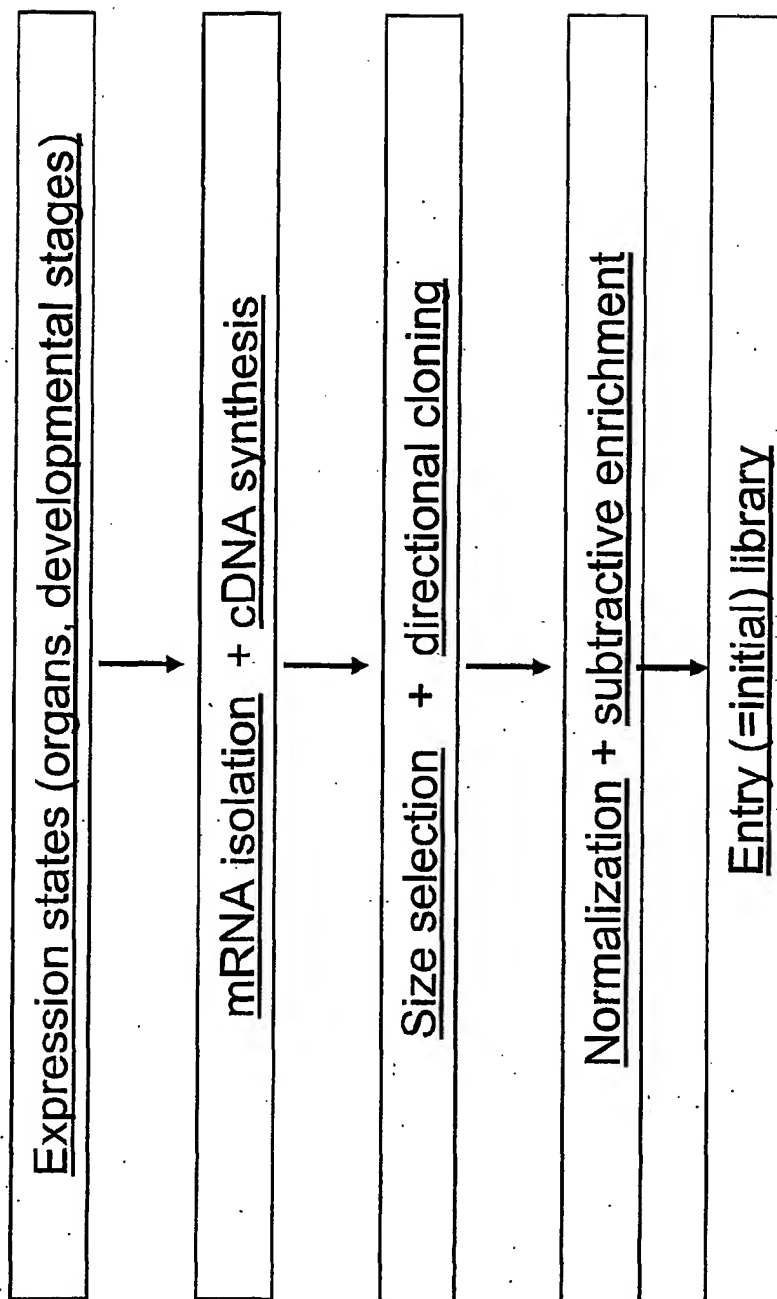 Expression states (organs, developmental stages)
mRNA isolation + cDNA synthesis
Size selection + directional cloning
Normalization + subtractive enrichment
Entry (=initial) library